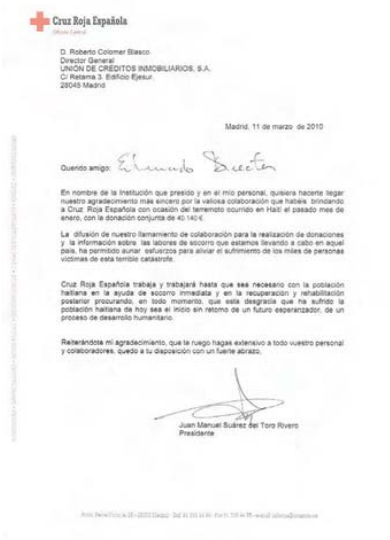 Cruz Roja Española
Oficina Central
D. Roberto Colomer Blasco
Director General
UNIÓN DE CRÉDITOS INMOBILIARIOS, S.A.
C/ Retama 3. Edificio Ejesur.
28045 Madrid
Madrid, 11 de marzo de 2010
Querido amigo:
En nombre de la Institución que presido y en el mío personal, quisiera hacerte llegar
nuestro agradecimiento más sincero por la valiosa colaboración que habéis brindando
a Cruz Roja Española con ocasión del terremoto ocurrido en Haití el pasado mes de
enero, con la donación conjunta de 40.140 €.
La difusión de nuestro llamamiento de colaboración para la realización de donaciones
y la información sobre las labores de socorro que estamos llevando a cabo en aquel
país, ha permitido aunar esfuerzos para aliviar el sufrimiento de los miles de personas
víctimas de esta terrible catástrofe.
Cruz Roja Española trabaja y trabajará hasta que sea necesario con la población
haitiana en la ayuda de socorro inmediata y en la recuperación y rehabilitación
posterior procurando, en todo momento, que esta desgracia que ha sufrido la
población haitiana de hoy sea el inicio sin retorno de un futuro esperanzador, de un
proceso de desarrollo humanitario.
Reiterándote mi agradecimiento, que te ruego hagas extensivo a todo vuestro personal
y colaboradores, quedo a tu disposición con un fuerte abrazo,
Juan Manuel Suárez del Toro Rivero
Presidente